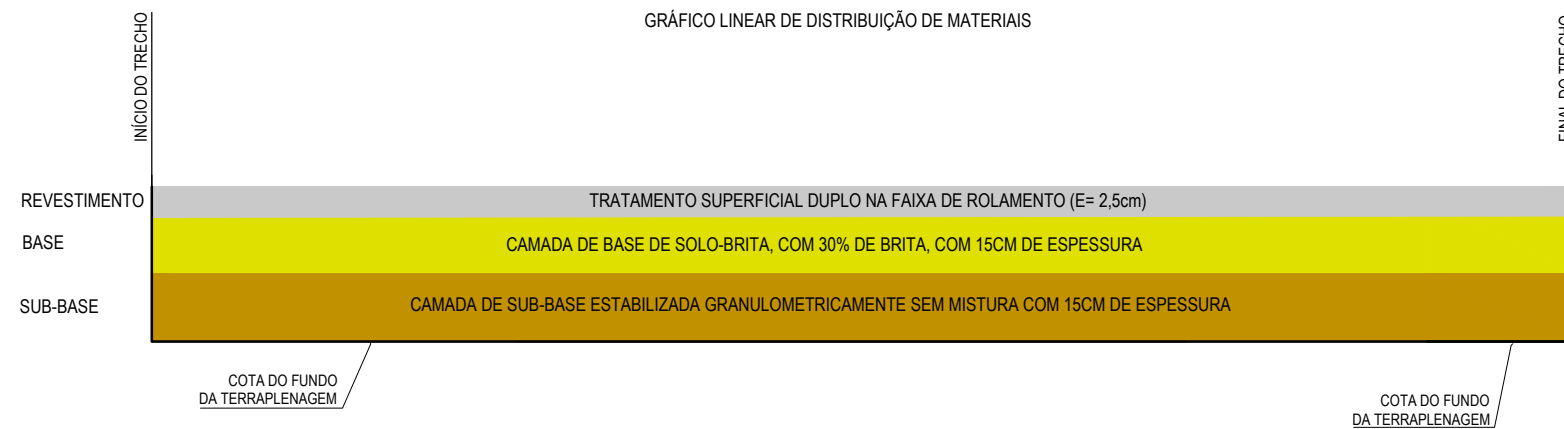 GRÁFICO LINEAR DE DISTRIBUIÇÃO DE MATERIAIS
INÍCIO DO TRECHO
FINAL DO TRECHO
REVESTIMENTO
TRATAMENTO SUPERFICIAL DUPLO NA FAIXA DE ROLAMENTO (E= 2,5cm)
BASE
CAMADA DE BASE DE SOLO-BRITA, COM 30% DE BRITA, COM 15CM DE ESPESSURA
SUB-BASE
CAMADA DE SUB-BASE ESTABILIZADA GRANULOMETRICAMENTE SEM MISTURA COM 15CM DE ESPESSURA
COTA DO FUNDO
DA TERRAPLENAGEM
COTA DO FUNDO
DA TERRAPLENAGEM